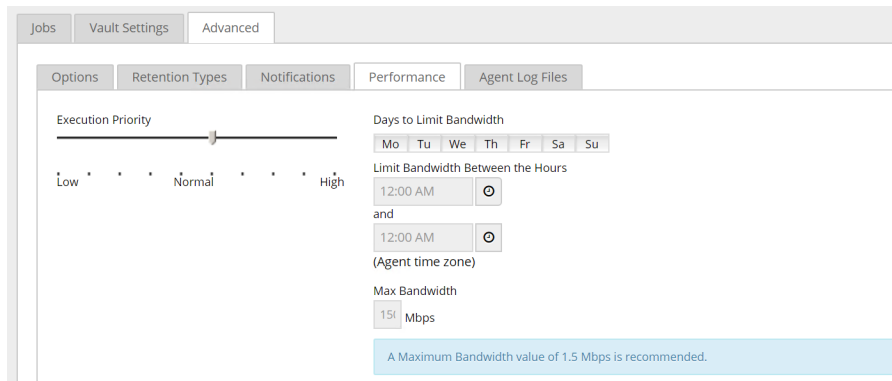 Jobs Vault Settings Advanced
Options Retention Types Notifications Performance Agent Log Files
Execution Priority
Low Normal High
Days to Limit Bandwidth
Mo Tu We Th Fr Sa Su
Limit Bandwidth Between the Hours
12:00 AM
and
12:00 AM
(Agent time zone)
Max Bandwidth
Mbps
A Maximum Bandwidth value of 1.5 Mbps is recommended.